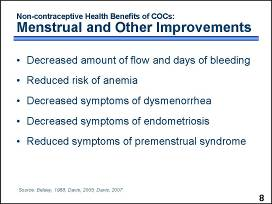 Non-contraceptive Health Benefits of COCs:
Menstrual and Other Improvements
• Decreased amount of flow and days of bleeding
• Reduced risk of anemia
• Decreased symptoms of dysmenorrhea
• Decreased symptoms of endometriosis
• Reduced symptoms of premenstrual syndrome
Source: Belsey, 1988; Davis, 2005; Davis, 2007.
8